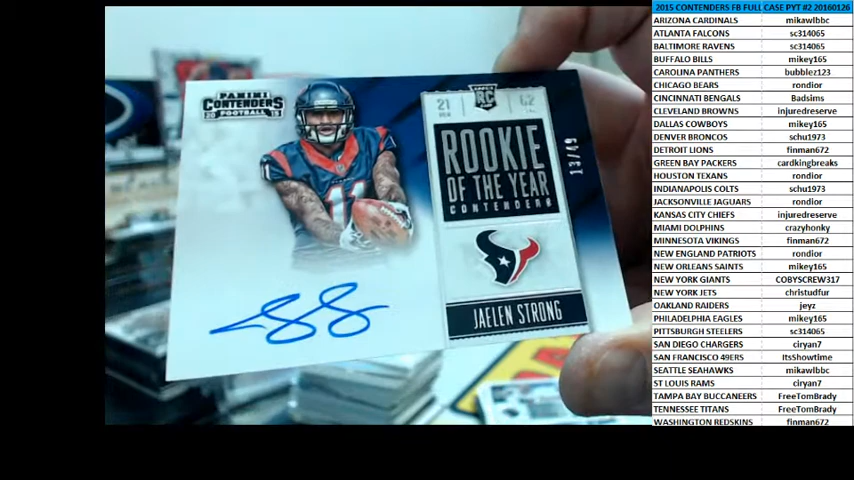 PANINI
CONTENDERS
FOOTBALL
21
RC
ROOKIE
OF THE YEAR
CONTENDERS
13/49
11
JAELEN STRONG
2015 CONTENDERS FB FULL CASE PYT #2 20160126
ARIZONA CARDINALS mikawlbbc
ATLANTA FALCONS sc314065
BALTIMORE RAVENS sc314065
BUFFALO BILLS mikey165
CAROLINA PANTHERS bubblez123
CHICAGO BEARS rondior
CINCINNATI BENGALS Badsims
CLEVELAND BROWNS injuredreserve
DALLAS COWBOYS mikey165
DENVER BRONCOS schu1973
DETROIT LIONS finman672
GREEN BAY PACKERS cardkingbreaks
HOUSTON TEXANS rondior
INDIANAPOLIS COLTS schu1973
JACKSONVILLE JAGUARS rondior
KANSAS CITY CHIEFS injuredreserve
MIAMI DOLPHINS crazyhonky
MINNESOTA VIKINGS finman672
NEW ENGLAND PATRIOTS rondior
NEW ORLEANS SAINTS mikey165
NEW YORK GIANTS COBYSCREW317
NEW YORK JETS christudfur
OAKLAND RAIDERS jeyz
PHILADELPHIA EAGLES mikey165
PITTSBURGH STEELERS sc314065
SAN DIEGO CHARGERS ciryan7
SAN FRANCISCO 49ERS ItsShowtime
SEATTLE SEAHAWKS mikawlbbc
ST LOUIS RAMS ciryan7
TAMPA BAY BUCCANEERS FreeTomBrady
TENNESSEE TITANS FreeTomBrady
WASHINGTON REDSKINS finman672